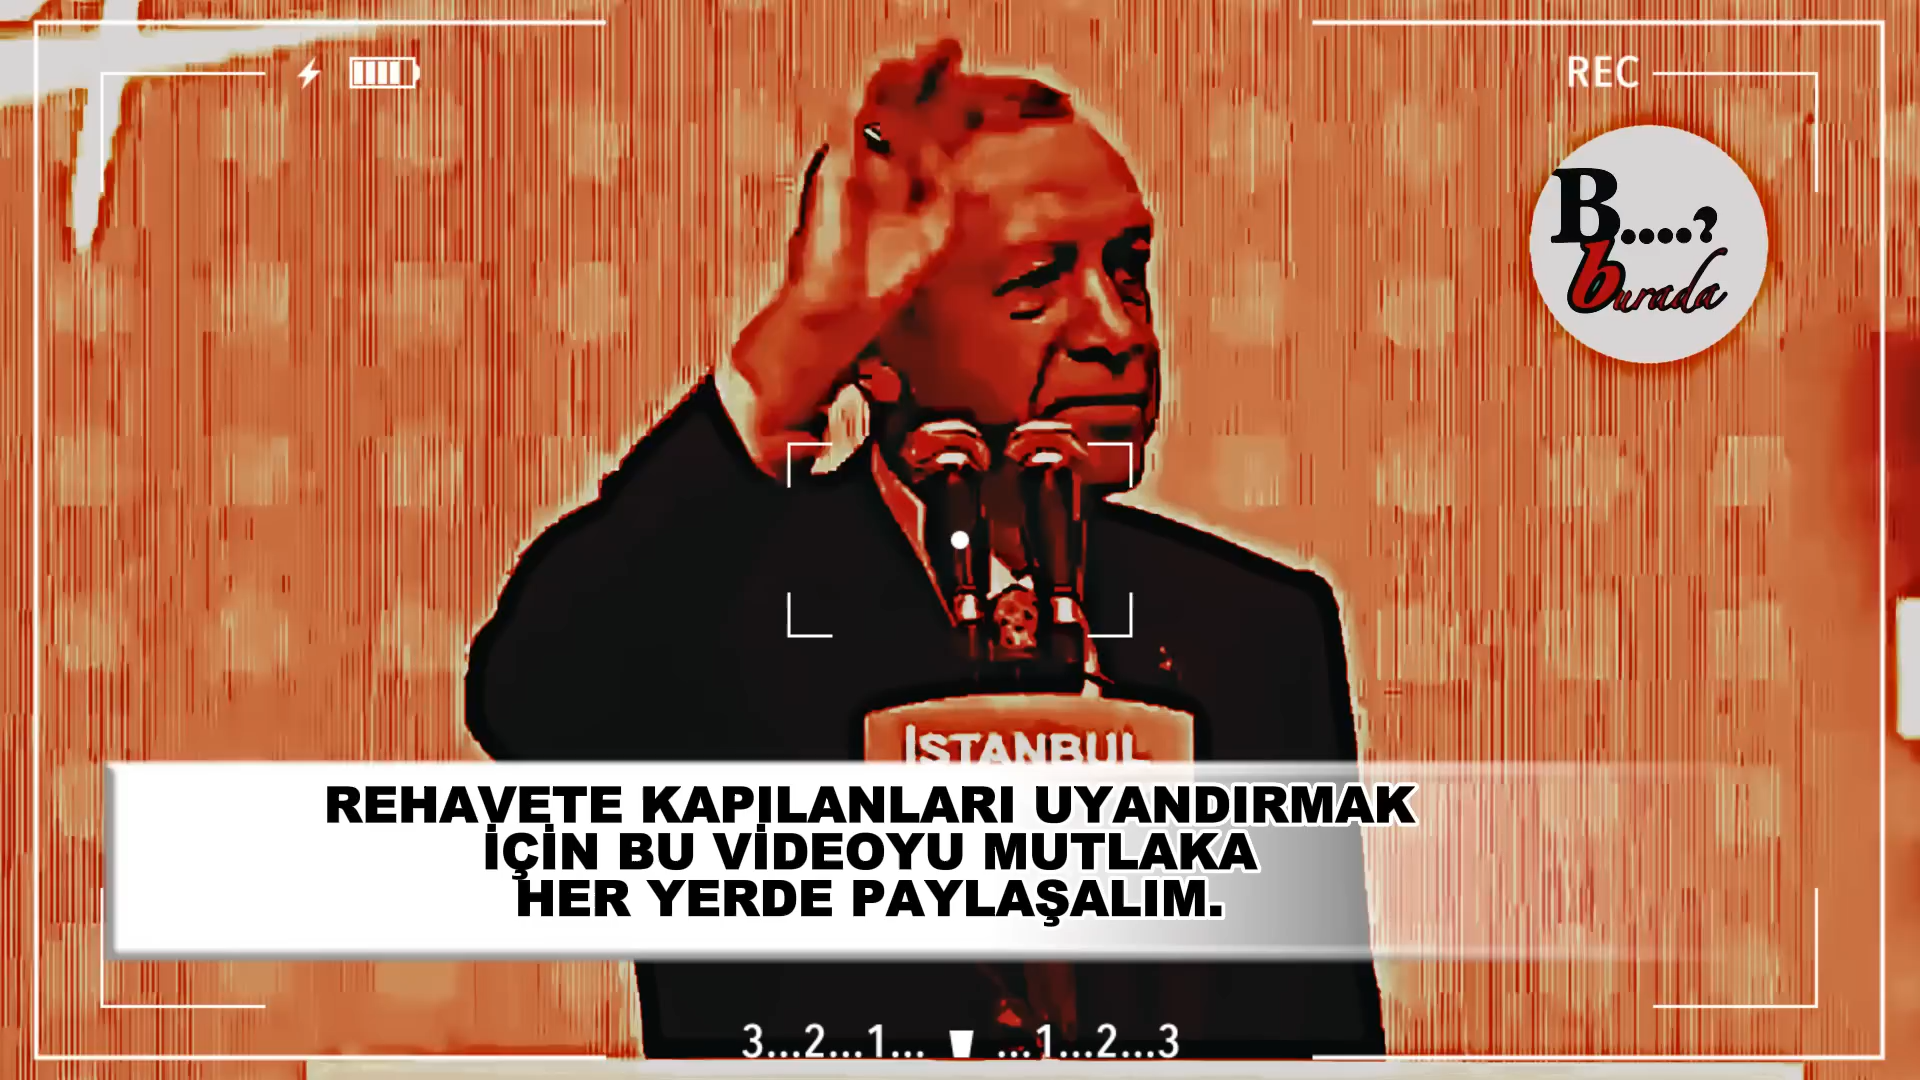 REC
B....?
burada
İSTANBUL
REHAVETE KAPILANLARI UYANDIRMAK
İÇİN BU VİDEOYU MUTLAKA
HER YERDE PAYLAŞALIM.
3...2...1... ...1...2...3